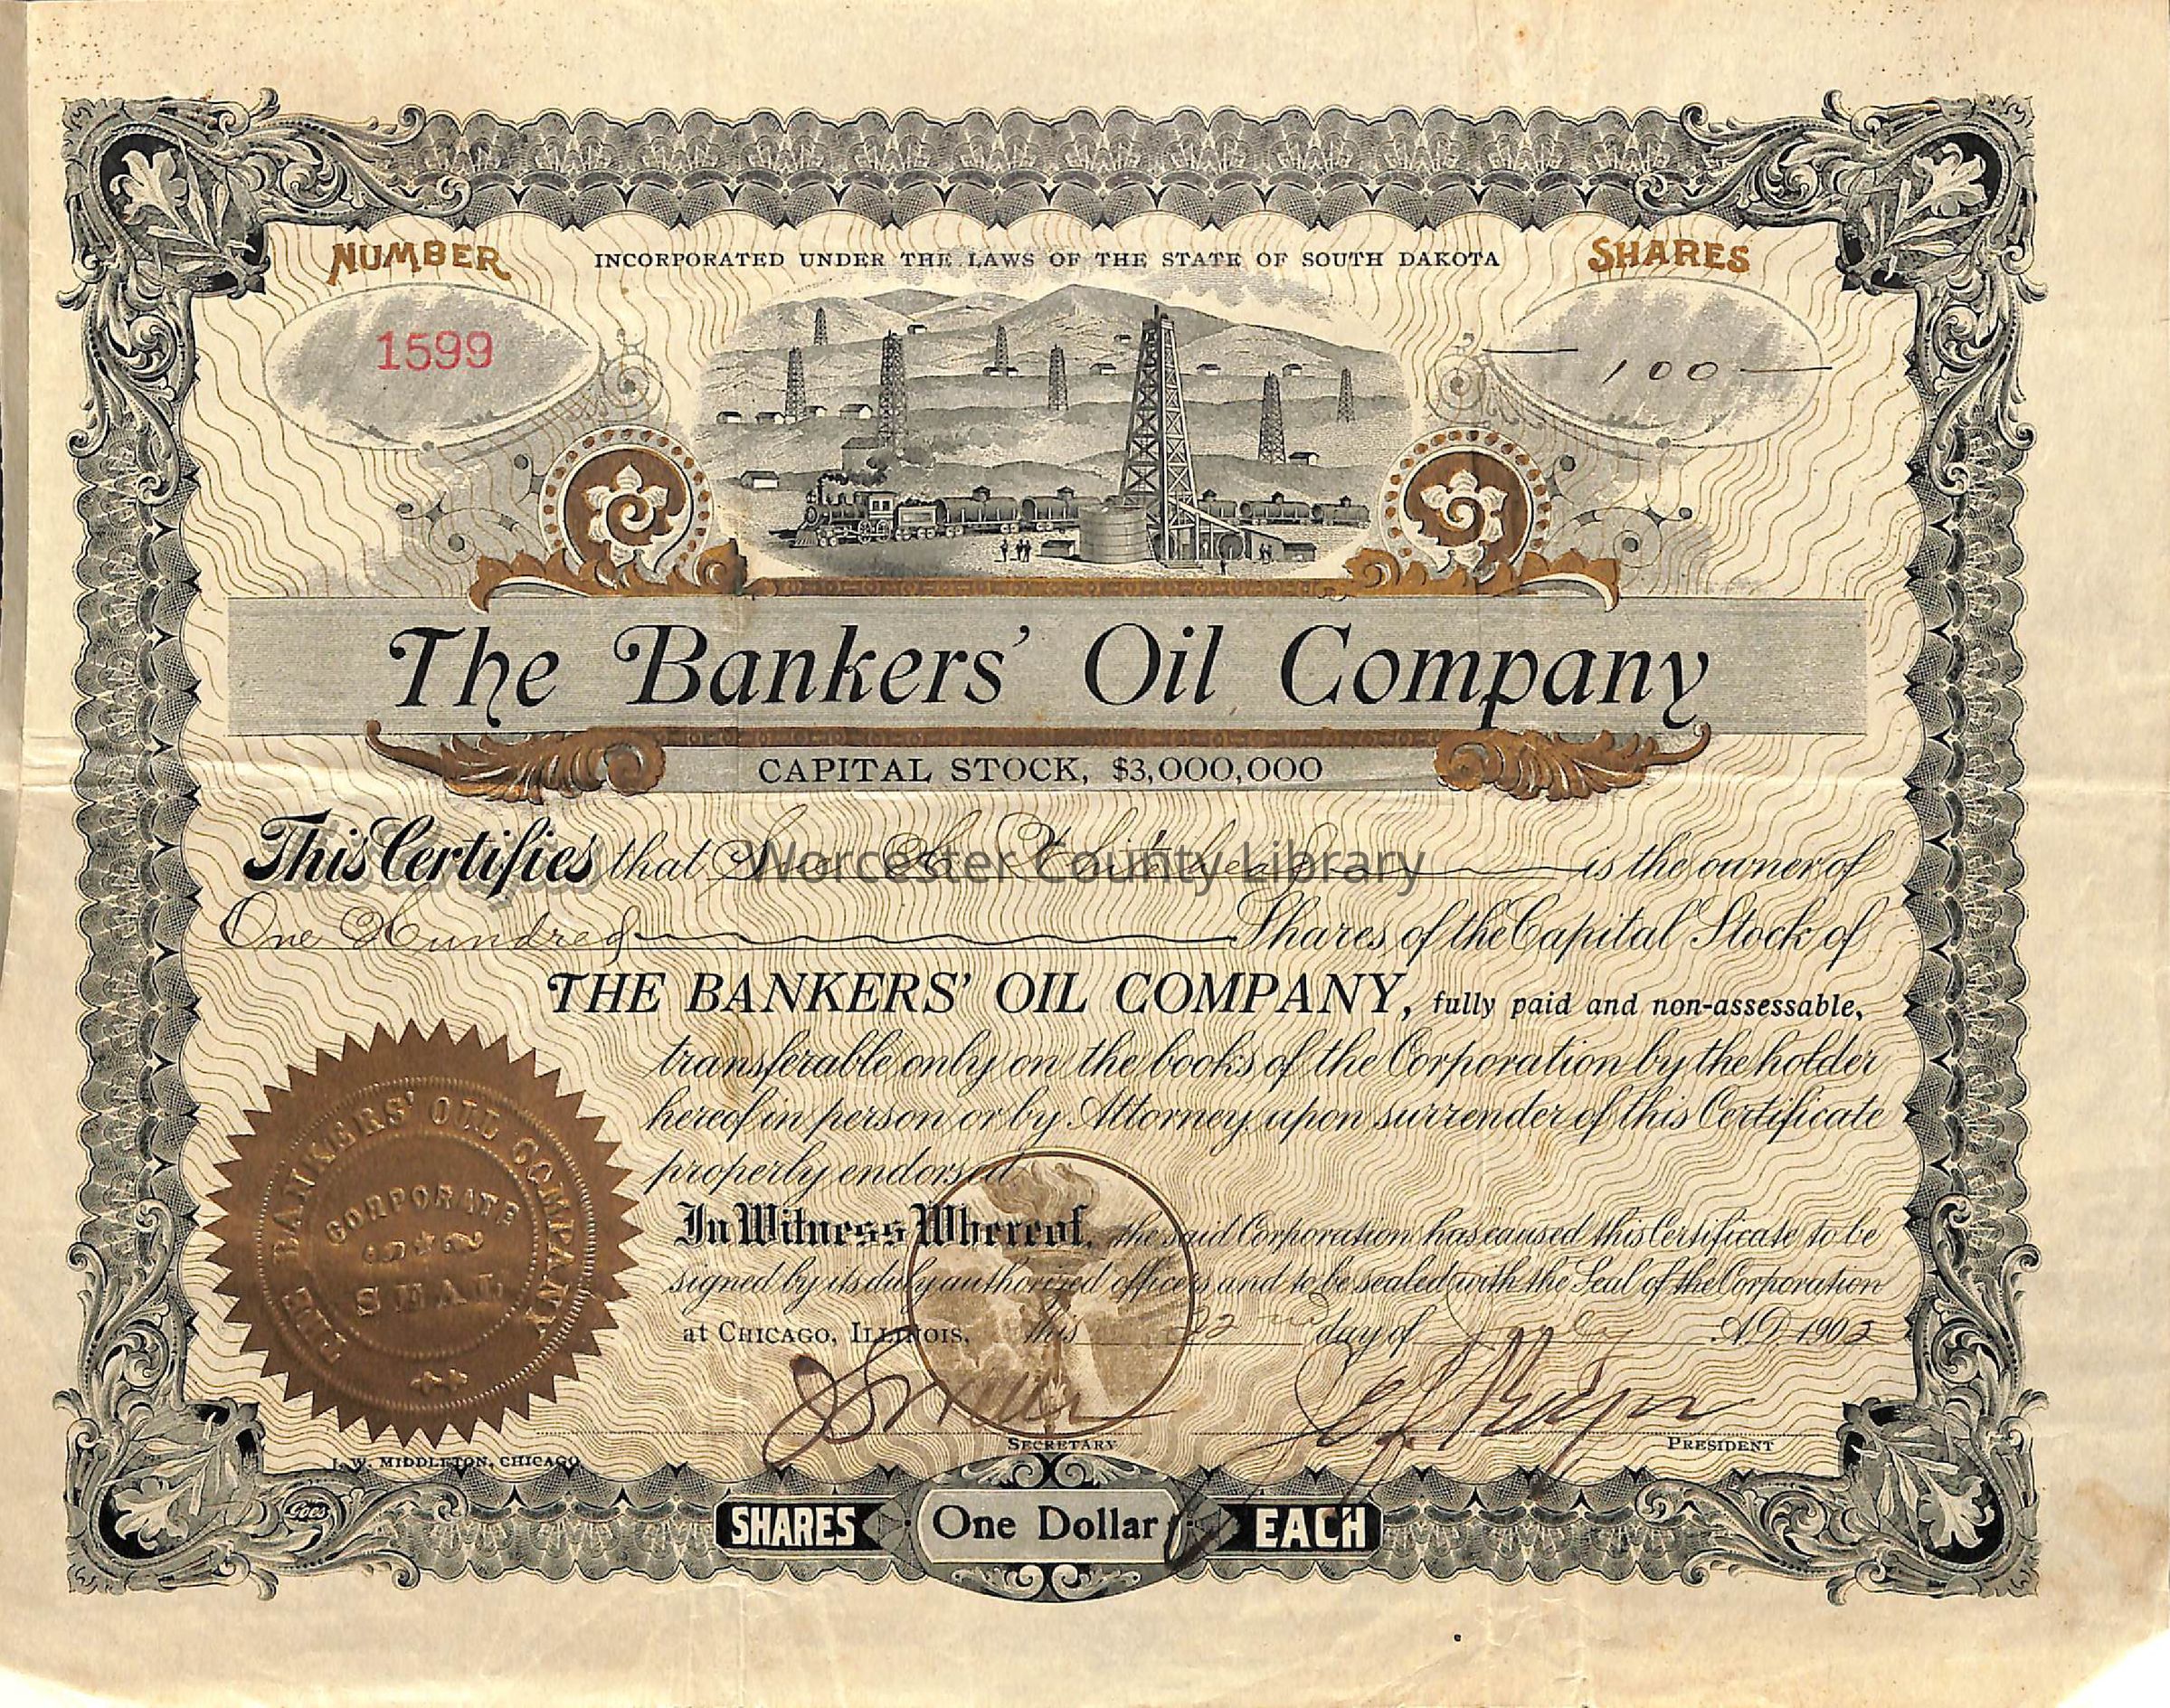 NUMBER
INCORPORATED UNDER THE LAWS OF THE STATE OF SOUTH DAKOTA
SHARES
1599
100
The Bankers' Oil Company
CAPITAL STOCK, $3,000,000
This Certifies that is the owner of
Worcester County Library
One Hundred Shares of the Capital Stock of
THE BANKERS' OIL COMPANY, fully paid and non-assessable,
transferable only on the books of the Corporation by the holder
hereof in person or by Attorney, upon surrender of this Certificate
properly endorsed.
In Witness Whereof, the said Corporation has caused this Certificate to be
signed by its duly authorized officers and to be sealed with the Seal of the Corporation
at CHICAGO, ILLINOIS, this 22nd day of A.D. 1902
THE BANKERS' OIL COMPANY
CORPORATE
SEAL
SECRETARY
PRESIDENT
J. W. MIDDLETON, CHICAGO
Goes
SHARES One Dollar EACH